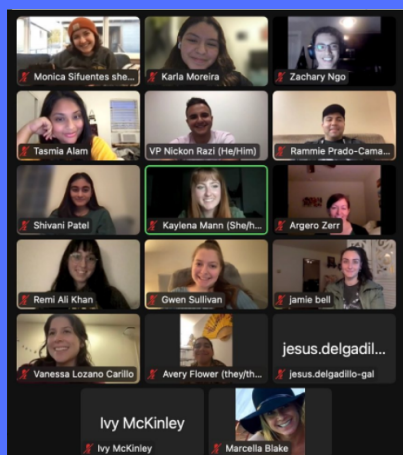 Monica Sifuentes she...
Karla Moreira
Zachary Ngo
Tasmia Alam
VP Nickon Razi (He/Him)
Rammie Prado-Cama...
Shivani Patel
Kaylena Mann (She/h...
Argero Zerr
Remi Ali Khan
Gwen Sullivan
jamie bell
Vanessa Lozano Carillo
Avery Flower (they/th...
jesus.delgadil...
jesus.delgadillo-gal
Ivy McKinley
Ivy McKinley
Marcella Blake